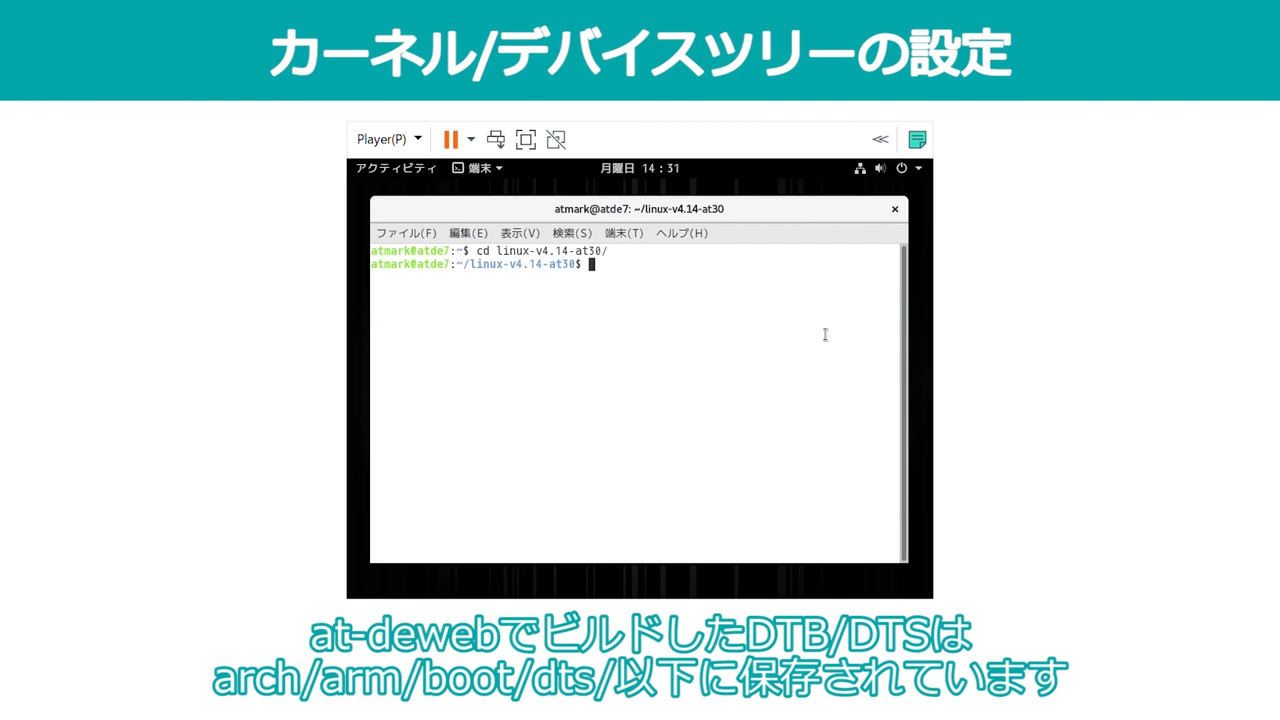 カーネル/デバイスツリーの設定
Player(P)
アクティビティ 端末 月曜日 14：31
atmark@atde7: ~/linux-v4.14-at30
ファイル(F) 編集(E) 表示(V) 検索(S) 端末(T) ヘルプ(H)
atmark@atde7:~$ cd linux-v4.14-at30/
atmark@atde7:~/linux-v4.14-at30$
at-dewebでビルドしたDTB/DTSは
arch/arm/boot/dts/以下に保存されています